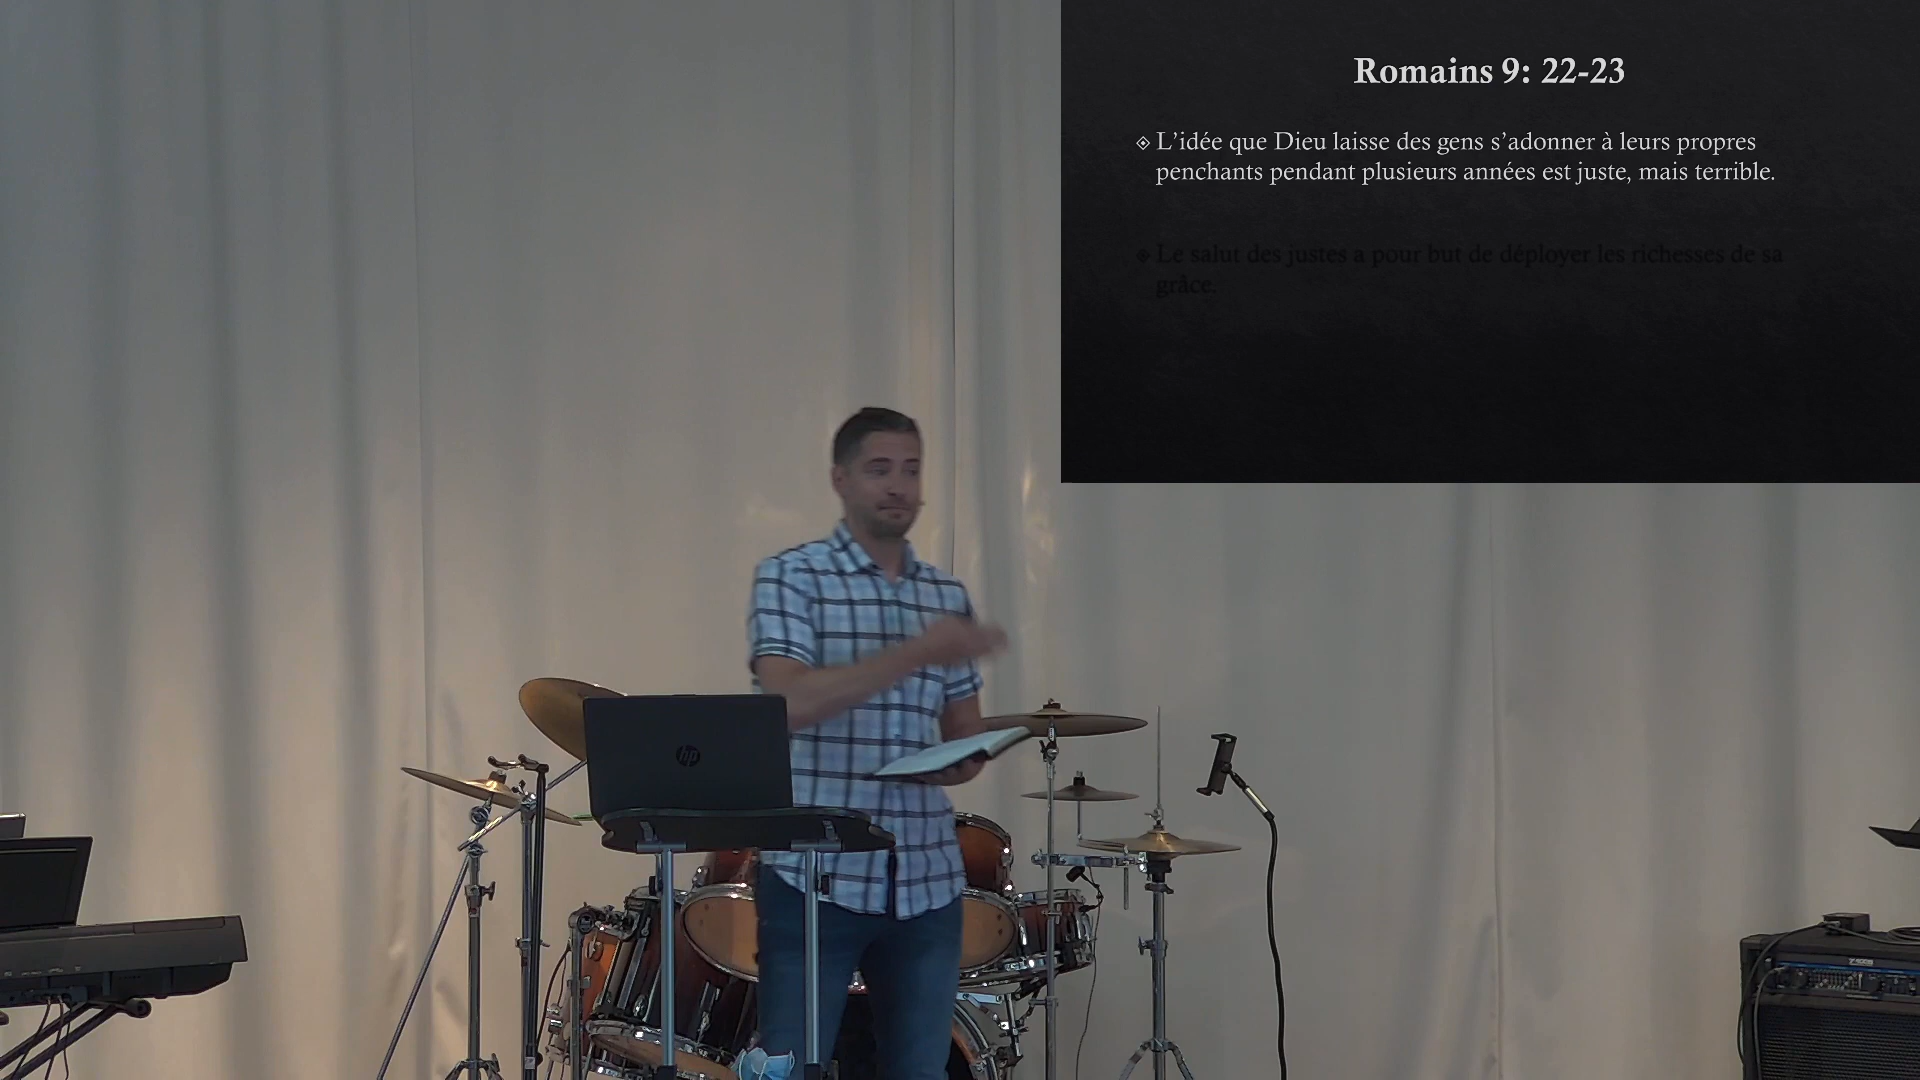 Romains 9: 22-23
L’idée que Dieu laisse des gens s’adonner à leurs propres
penchants pendant plusieurs années est juste, mais terrible.
Le salut des justes a pour but de déployer les richesses de sa
grâce.
hp